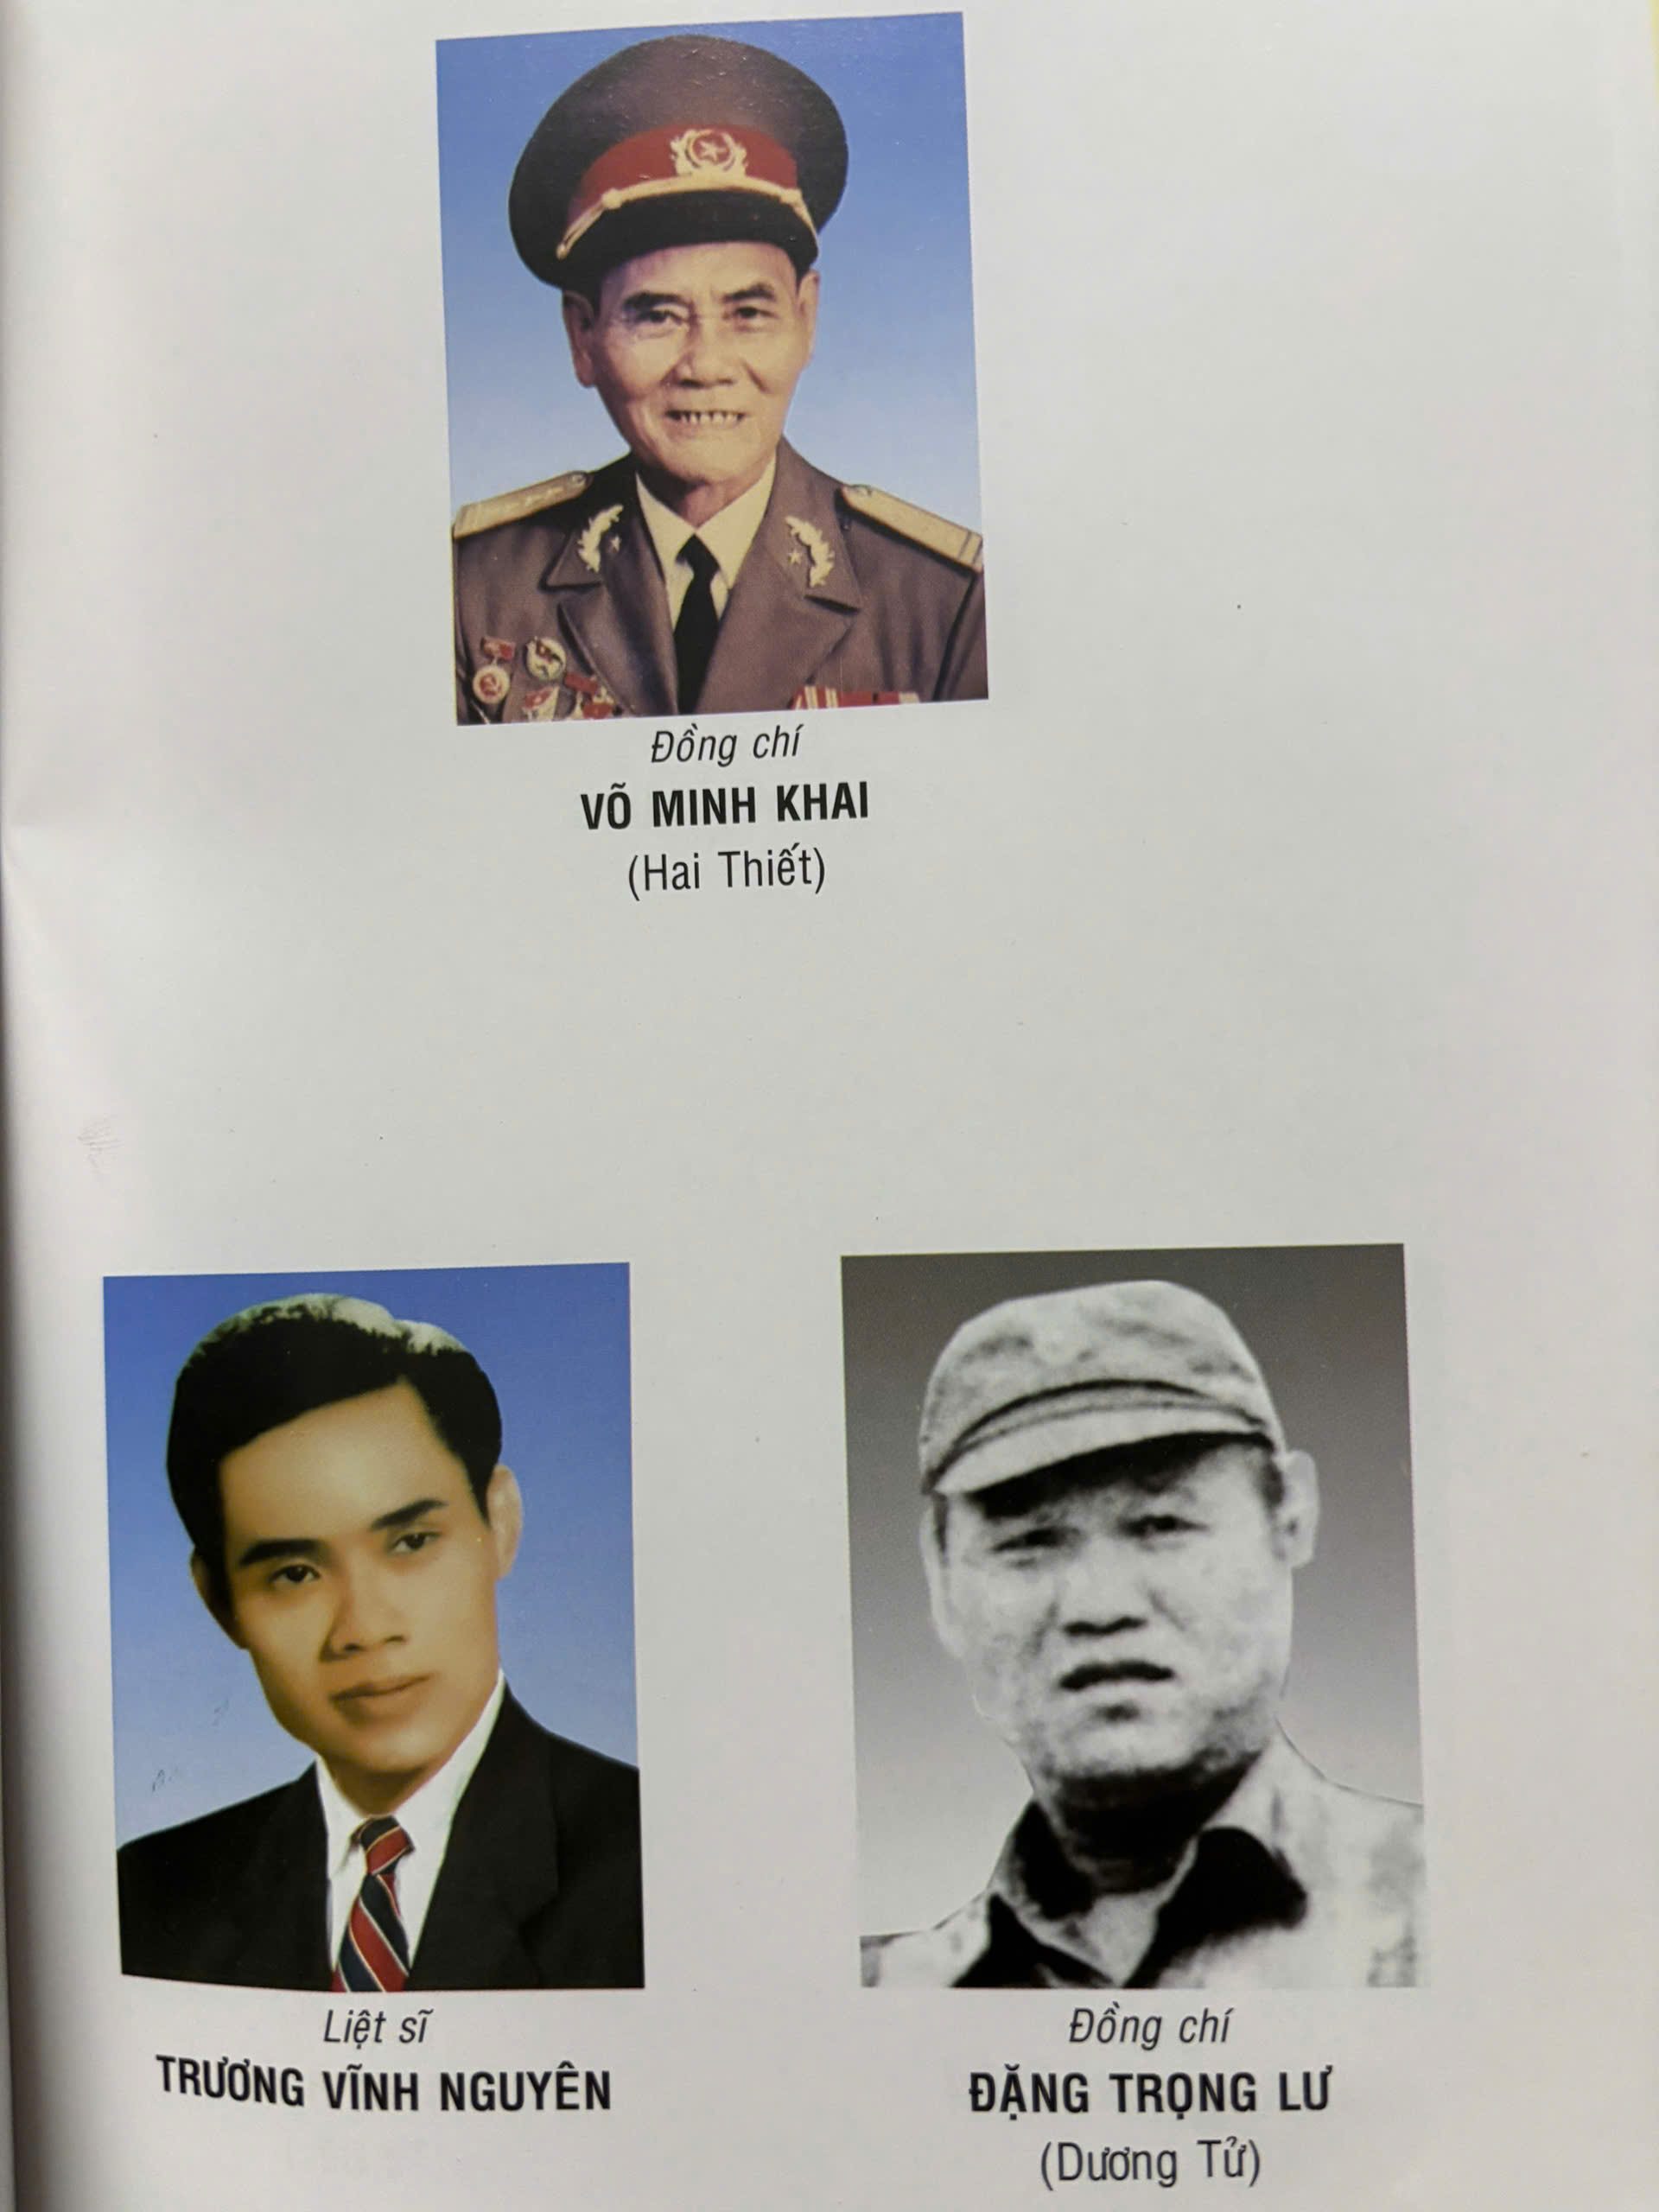 Đồng chí
VÕ MINH KHAI
(Hai Thiết)
Liệt sĩ
TRƯƠNG VĨNH NGUYÊN
Đồng chí
ĐẶNG TRỌNG LƯ
(Dương Tử)